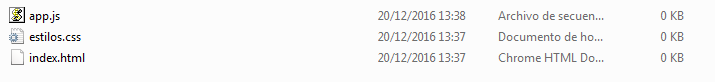 app.js 20/12/2016 13:38 Archivo de secuen... 0 KB
estilos.css 20/12/2016 13:37 Documento de ho... 0 KB
index.html 20/12/2016 13:37 Chrome HTML Do... 0 KB